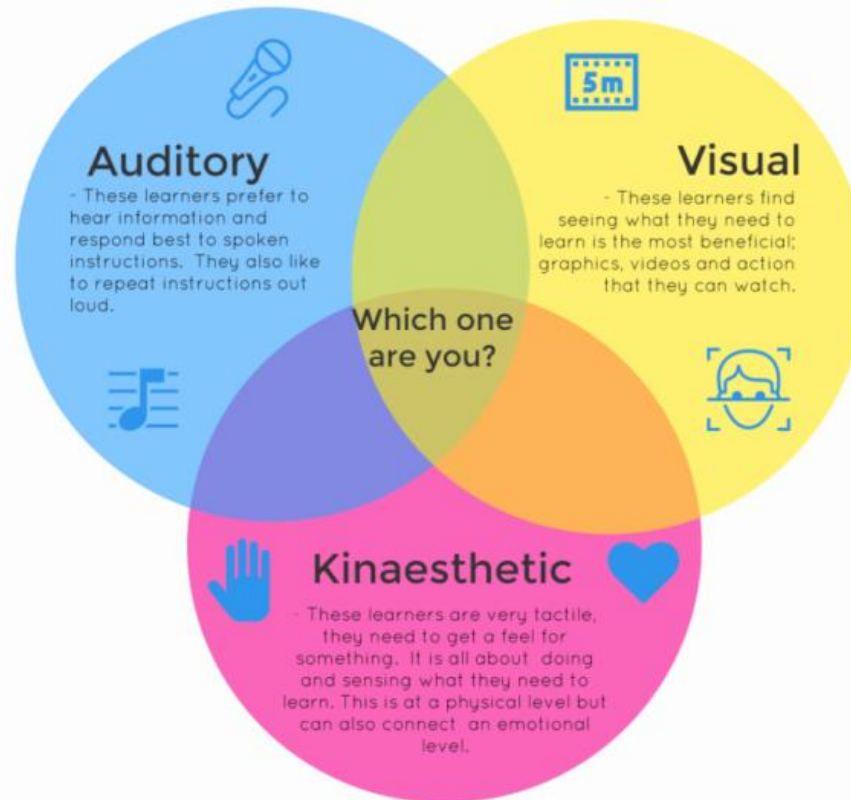 Auditory
- These learners prefer to
hear information and
respond best to spoken
instructions. They also like
to repeat instructions out
loud.
5m
Visual
- These learners find
seeing what they need to
learn is the most beneficial;
graphics, videos and action
that they can watch.
Which one
are you?
Kinaesthetic
- These learners are very tactile,
they need to get a feel for
something. It is all about doing
and sensing what they need to
learn. This is at a physical level but
can also connect an emotional
level.